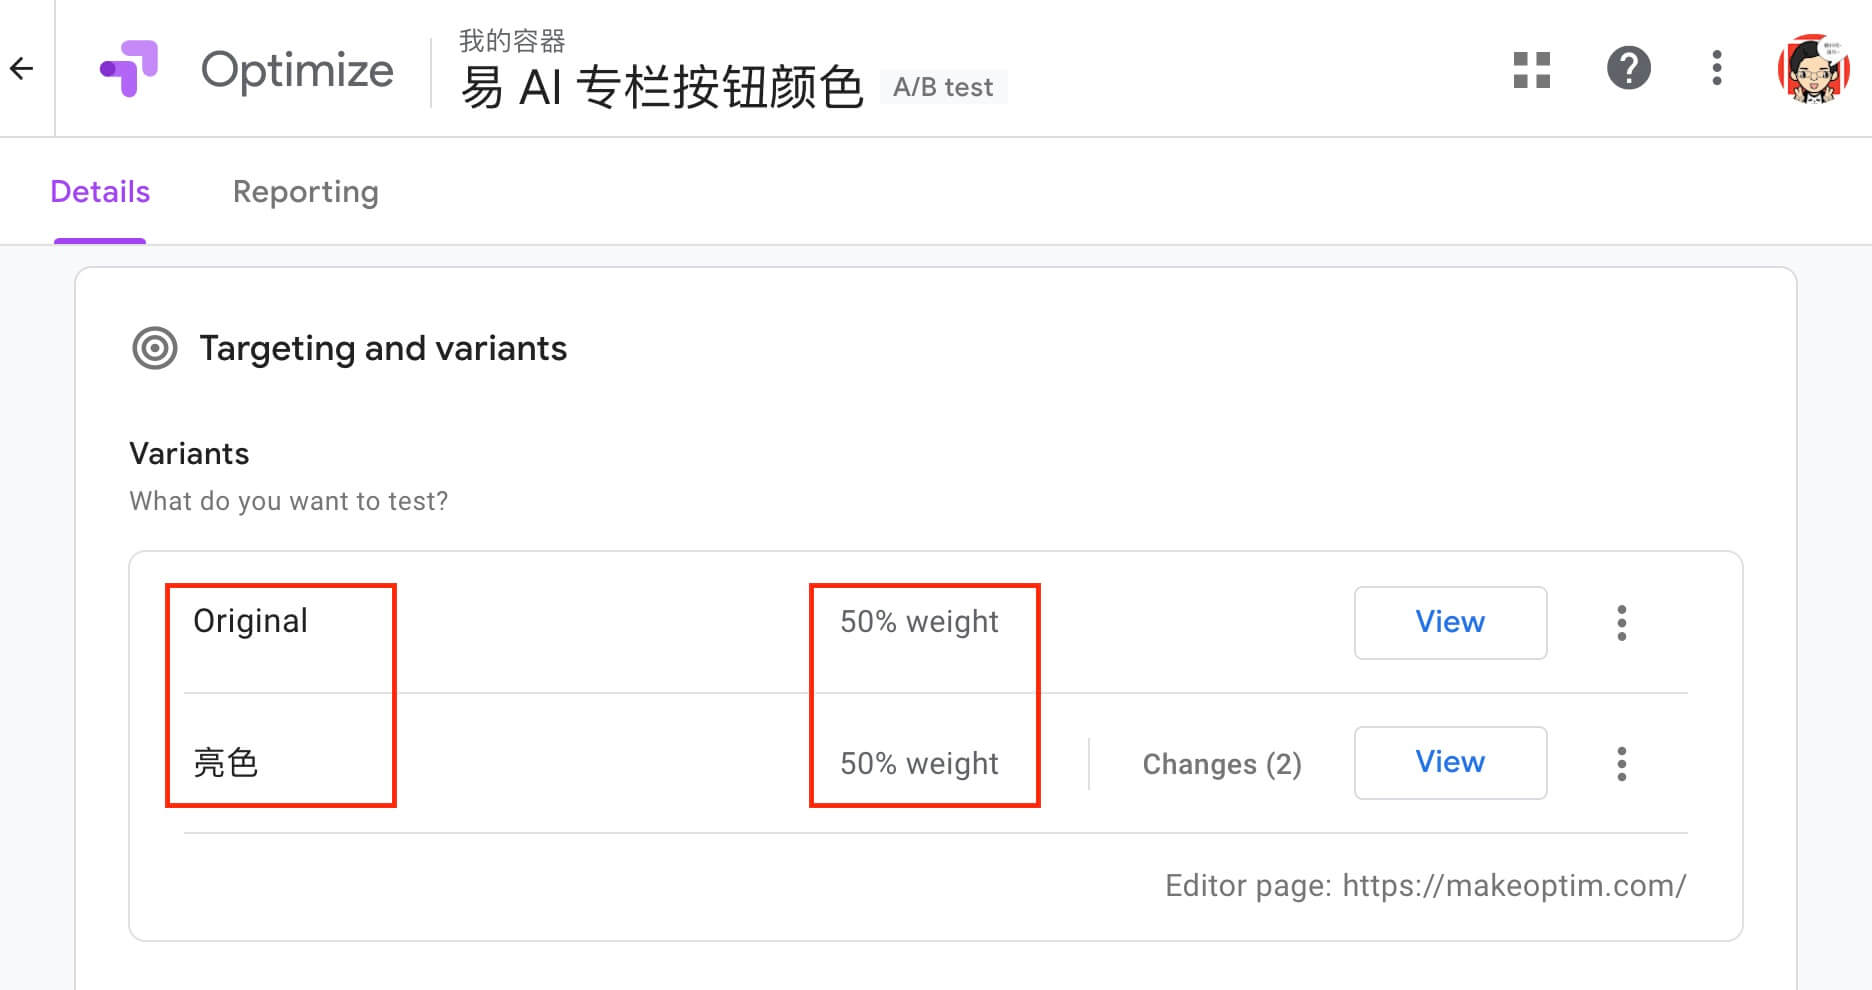 Optimize
我的容器
易 AI 专栏按钮颜色 A/B test
Details Reporting
Targeting and variants
Variants
What do you want to test?
Original 50% weight View
亮色 50% weight Changes (2) View
Editor page: https://makeoptim.com/